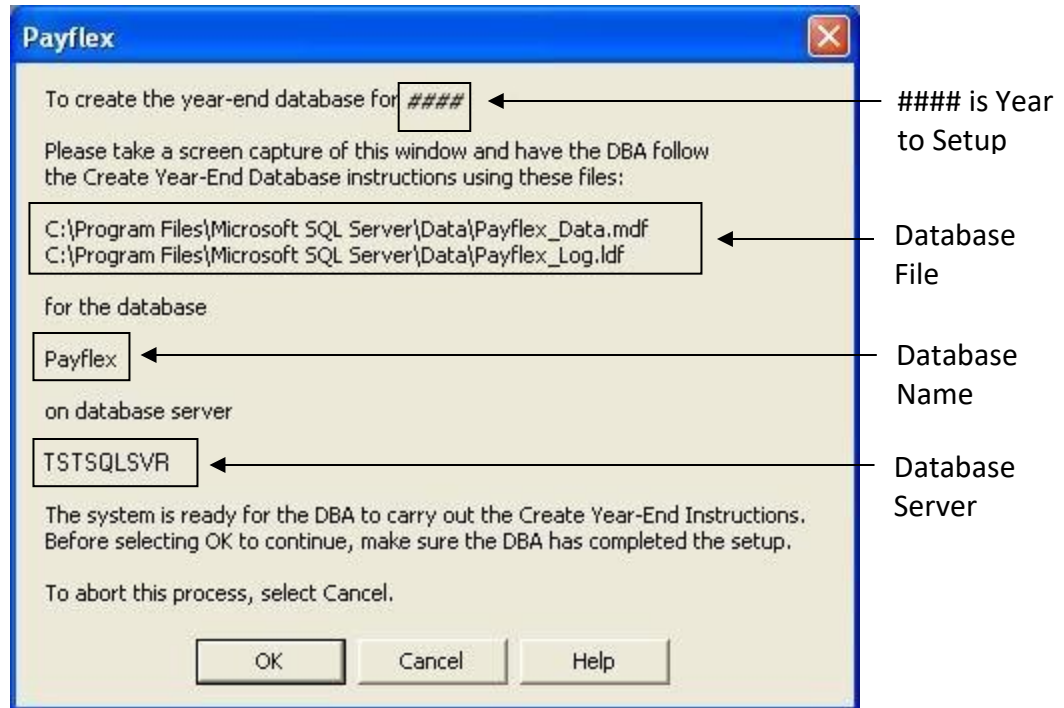 Payflex
To create the year-end database for ####
#### is Year
to Setup
Please take a screen capture of this window and have the DBA follow
the Create Year-End Database instructions using these files:
C:\Program Files\Microsoft SQL Server\Data\Payflex_Data.mdf
C:\Program Files\Microsoft SQL Server\Data\Payflex_Log.ldf
Database
File
for the database
Payflex
Database
Name
on database server
TSTSQLSVR
Database
Server
The system is ready for the DBA to carry out the Create Year-End Instructions.
Before selecting OK to continue, make sure the DBA has completed the setup.
To abort this process, select Cancel.
OK Cancel Help